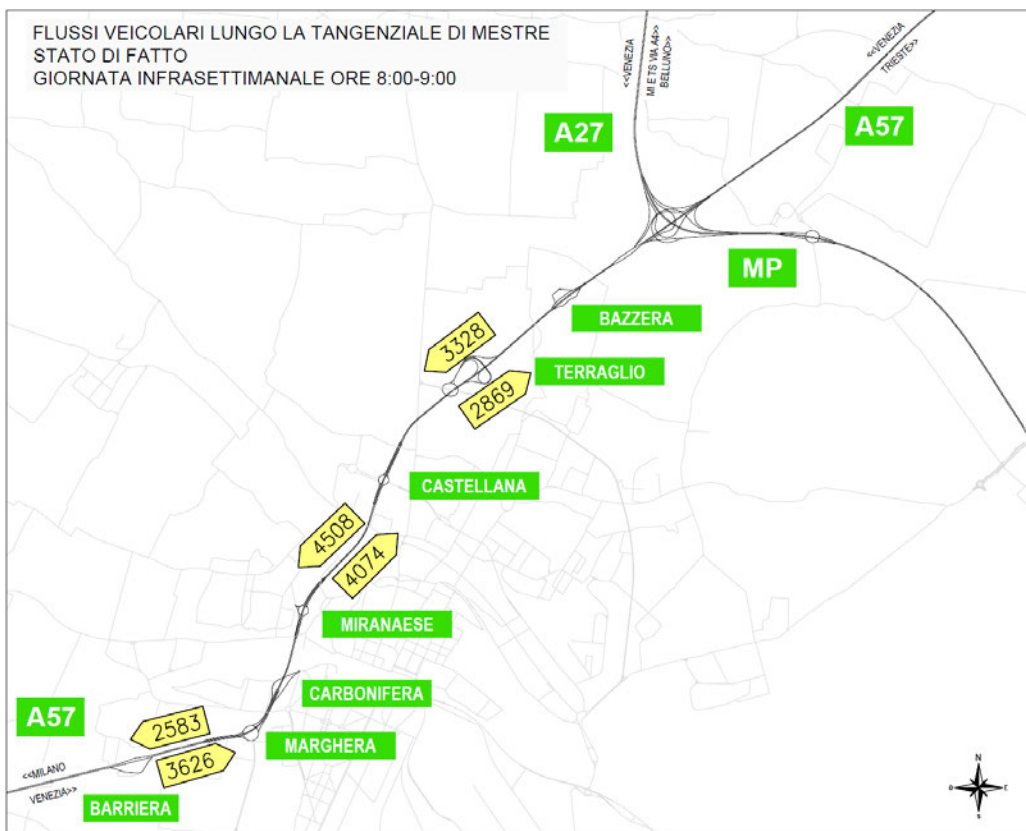 FLUSSI VEICOLARI LUNGO LA TANGENZIALE DI MESTRE
STATO DI FATTO
GIORNATA INFRASETTIMANALE ORE 8:00-9:00
<<VENEZIA
MI E TS VIA A4>>
BELLUNO>>
<<VENEZIA
TRIESTE>>
A27
A57
MP
BAZZERA
3328
TERRAGLIO
2869
CASTELLANA
4508
4074
MIRANAESE
CARBONIFERA
A57
2583
MARGHERA
3626
<<MILANO
VENEZIA>>
BARRIERA
N
O
E
S